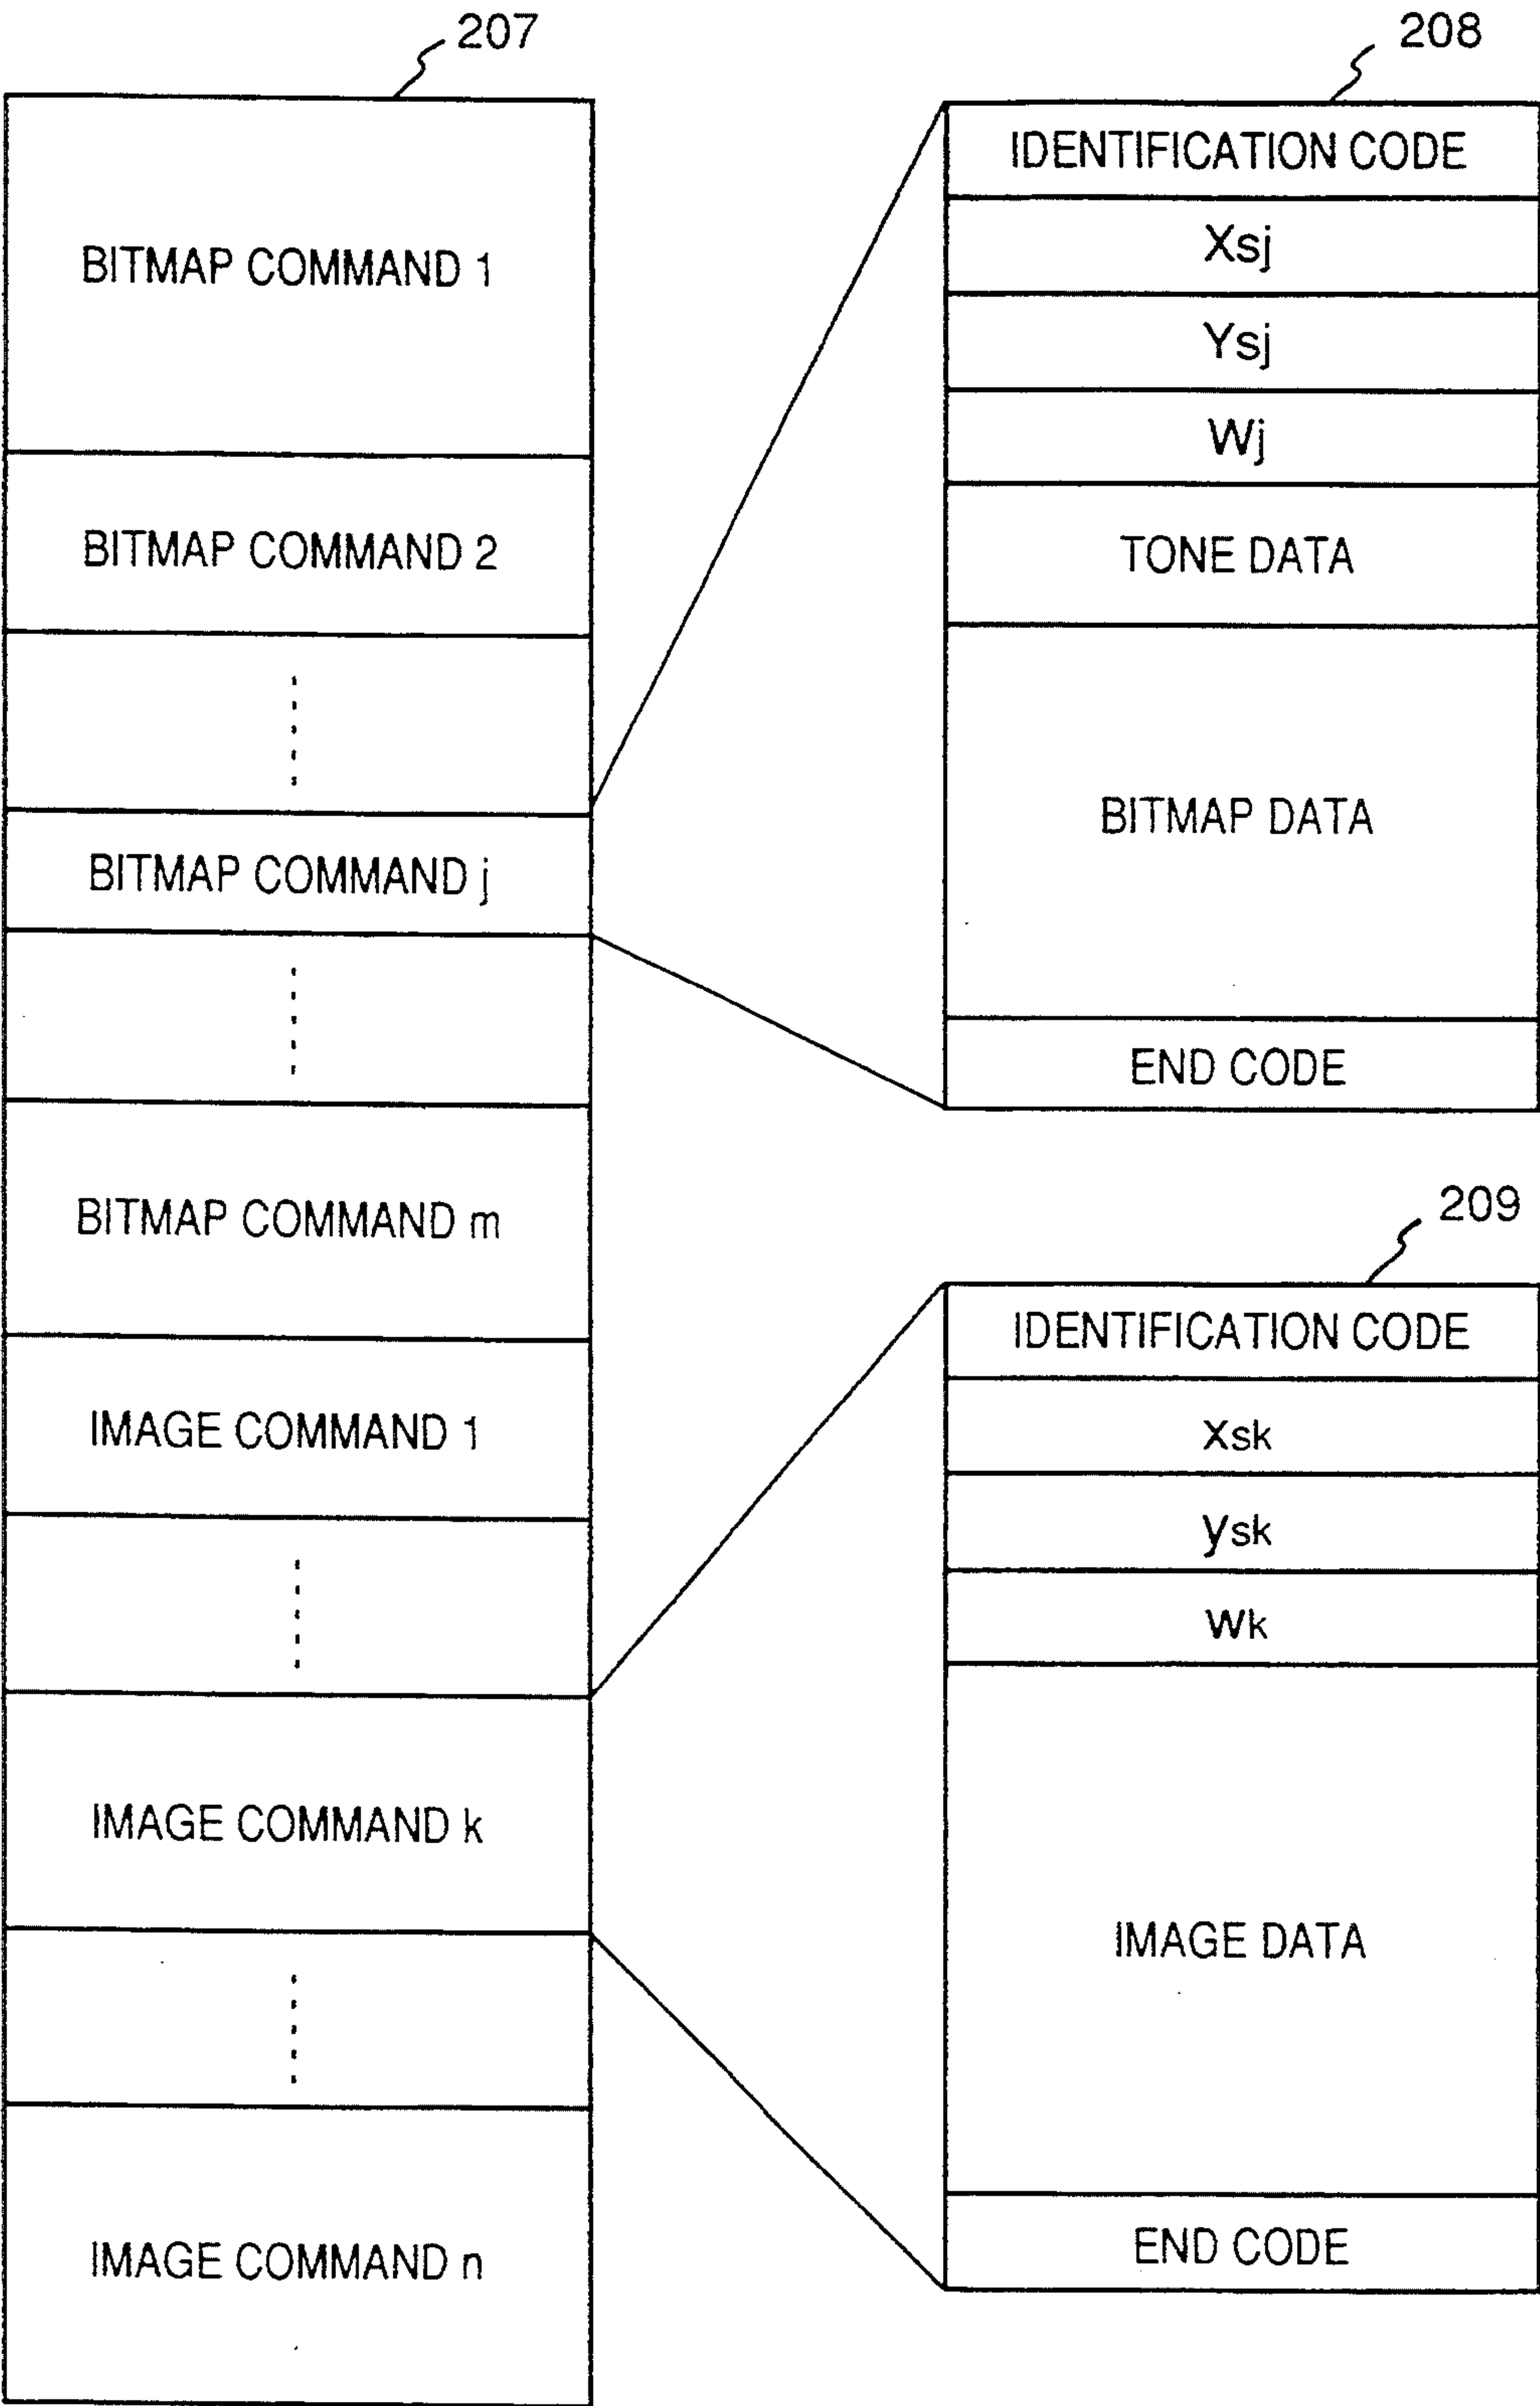 207
BITMAP COMMAND 1
BITMAP COMMAND 2
BITMAP COMMAND j
BITMAP COMMAND m
IMAGE COMMAND 1
IMAGE COMMAND k
IMAGE COMMAND n
208
IDENTIFICATION CODE
Xsj
Ysj
Wj
TONE DATA
BITMAP DATA
END CODE
209
IDENTIFICATION CODE
xsk
ysk
wk
IMAGE DATA
END CODE